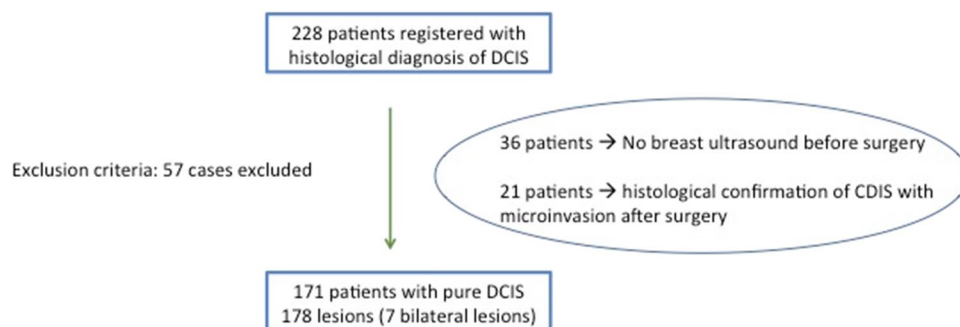 228 patients registered with
histological diagnosis of DCIS
Exclusion criteria: 57 cases excluded
36 patients → No breast ultrasound before surgery
21 patients → histological confirmation of CDIS with
microinvasion after surgery
171 patients with pure DCIS
178 lesions (7 bilateral lesions)